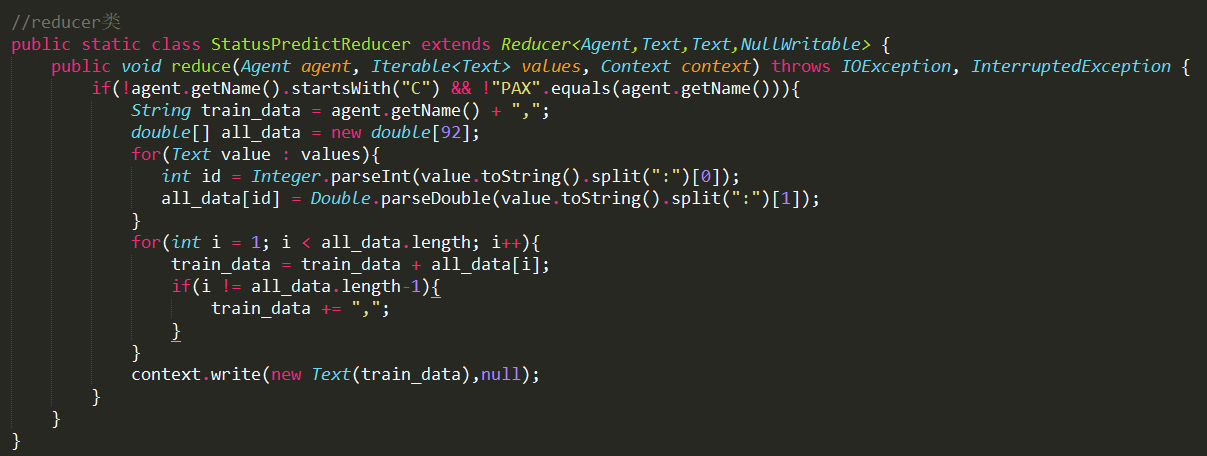 //reducer类
public static class StatusPredictReducer extends Reducer<Agent,Text,Text,NullWritable> {
    public void reduce(Agent agent, Iterable<Text> values, Context context) throws IOException, InterruptedException {
        if(!agent.getName().startsWith("C") && !"PAX".equals(agent.getName())){
            String train_data = agent.getName() + ",";
            double[] all_data = new double[92];
            for(Text value : values){
               int id = Integer.parseInt(value.toString().split(":")[0]);
               all_data[id] = Double.parseDouble(value.toString().split(":")[1]);
            }
            for(int i = 1; i < all_data.length; i++){
                train_data = train_data + all_data[i];
                if(i != all_data.length-1){
                    train_data += ",";
                }
            }
            context.write(new Text(train_data),null);
        }
    }
}